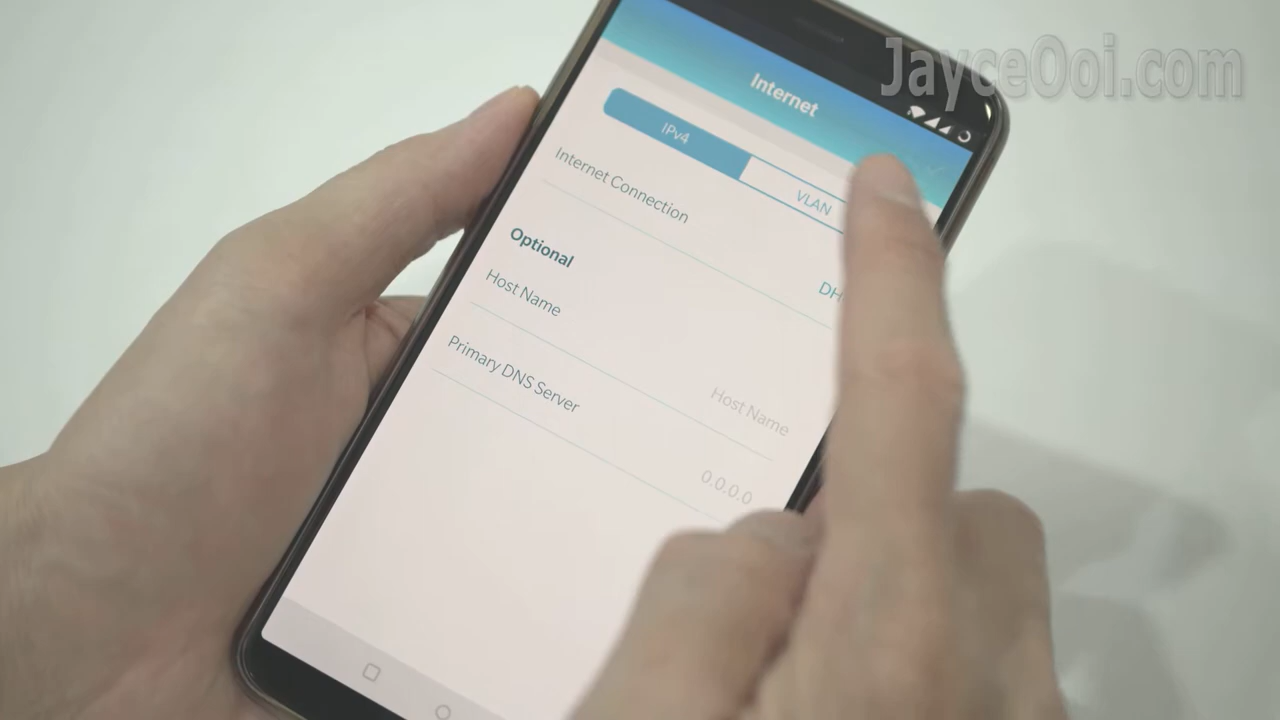 JayceOoi.com
Internet
IPv4
VLAN
Internet Connection
DH
Optional
Host Name
Host Name
Primary DNS Server
0.0.0.0